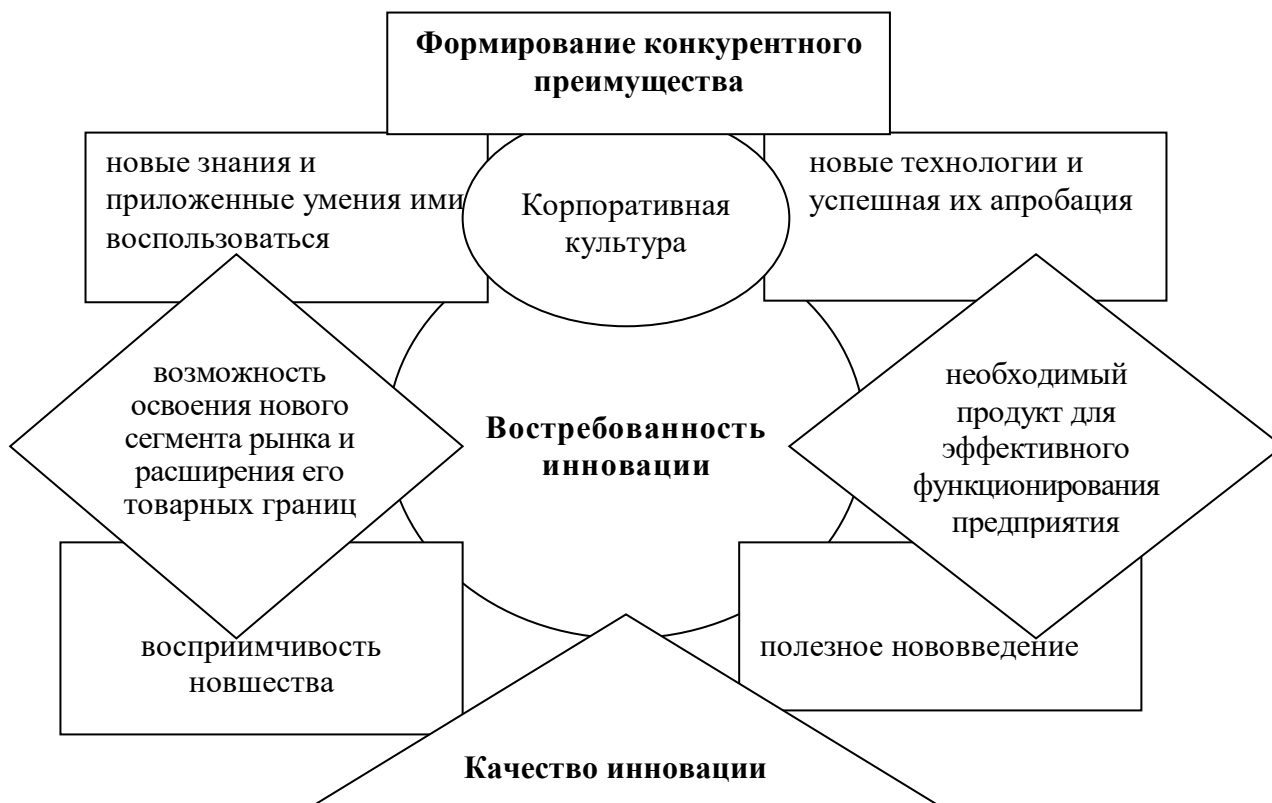 Формирование конкурентного
преимущества
новые знания и
приложенные умения ими
воспользоваться
Корпоративная
культура
новые технологии и
успешная их апробация
возможность
освоения нового
сегмента рынка и
расширения его
товарных границ
Востребованность
инновации
необходимый
продукт для
эффективного
функционирования
предприятия
восприимчивость
новшества
полезное нововведение
Качество инновации